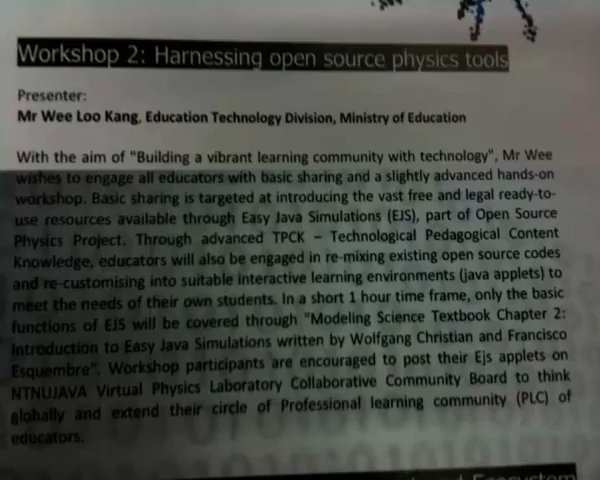 Workshop 2: Harnessing open source physics tools
Presenter:
Mr Wee Loo Kang, Education Technology Division, Ministry of Education
With the aim of "Building a vibrant learning community with technology", Mr Wee
wishes to engage all educators with basic sharing and a slightly advanced hands-on
workshop. Basic sharing is targeted at introducing the vast free and legal ready-to-
use resources available through Easy Java Simulations (EJS), part of Open Source
Physics Project. Through advanced TPCK – Technological Pedagogical Content
Knowledge, educators will also be engaged in re-mixing existing open source codes
and re-customising into suitable interactive learning environments (java applets) to
meet the needs of their own students. In a short 1 hour time frame, only the basic
functions of EJS will be covered through "Modeling Science Textbook Chapter 2:
Introduction to Easy Java Simulations written by Wolfgang Christian and Francisco
Esquembre". Workshop participants are encouraged to post their Ejs applets on
NTNUJAVA Virtual Physics Laboratory Collaborative Community Board to think
globally and extend their circle of Professional learning community (PLC) of
educators.
Ecosystem